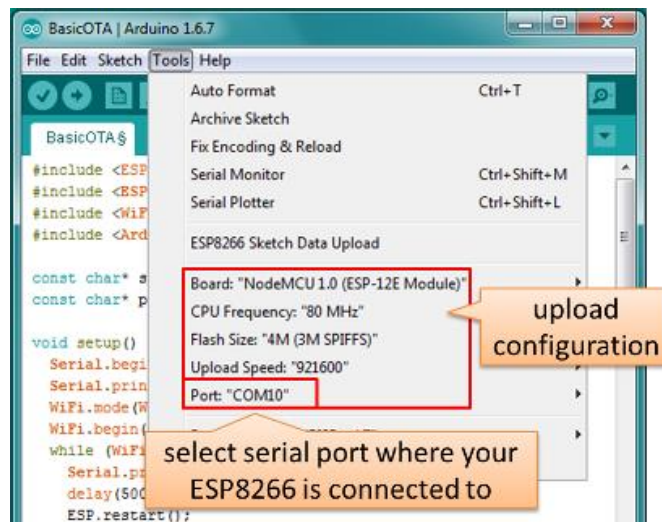 BasicOTA | Arduino 1.6.7
File Edit Sketch Tools Help
Auto Format Ctrl+T
Archive Sketch
BasicOTA §
Fix Encoding & Reload
#include <ESP
Serial Monitor Ctrl+Shift+M
#include <ESP
Serial Plotter Ctrl+Shift+L
#include <WiF
#include <Ard
ESP8266 Sketch Data Upload
const char* s
Board: "NodeMCU 1.0 (ESP-12E Module)"
const char* p
CPU Frequency: "80 MHz"
upload
configuration
void setup()
Flash Size: "4M (3M SPIFFS)"
Serial.begi
Upload Speed: "921600"
Serial.prin
Port: "COM10"
WiFi.mode(W
WiFi.begin(
while (WiFi
select serial port where your
ESP8266 is connected to
Serial.pr
delay(500
ESP.restart();